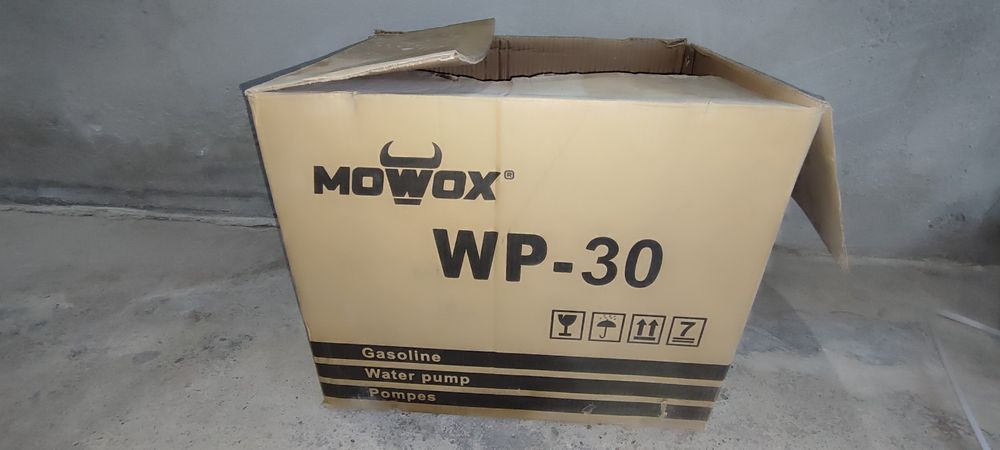 MOWOX®
WP-30
7
Gasoline
Water pump
Pompes